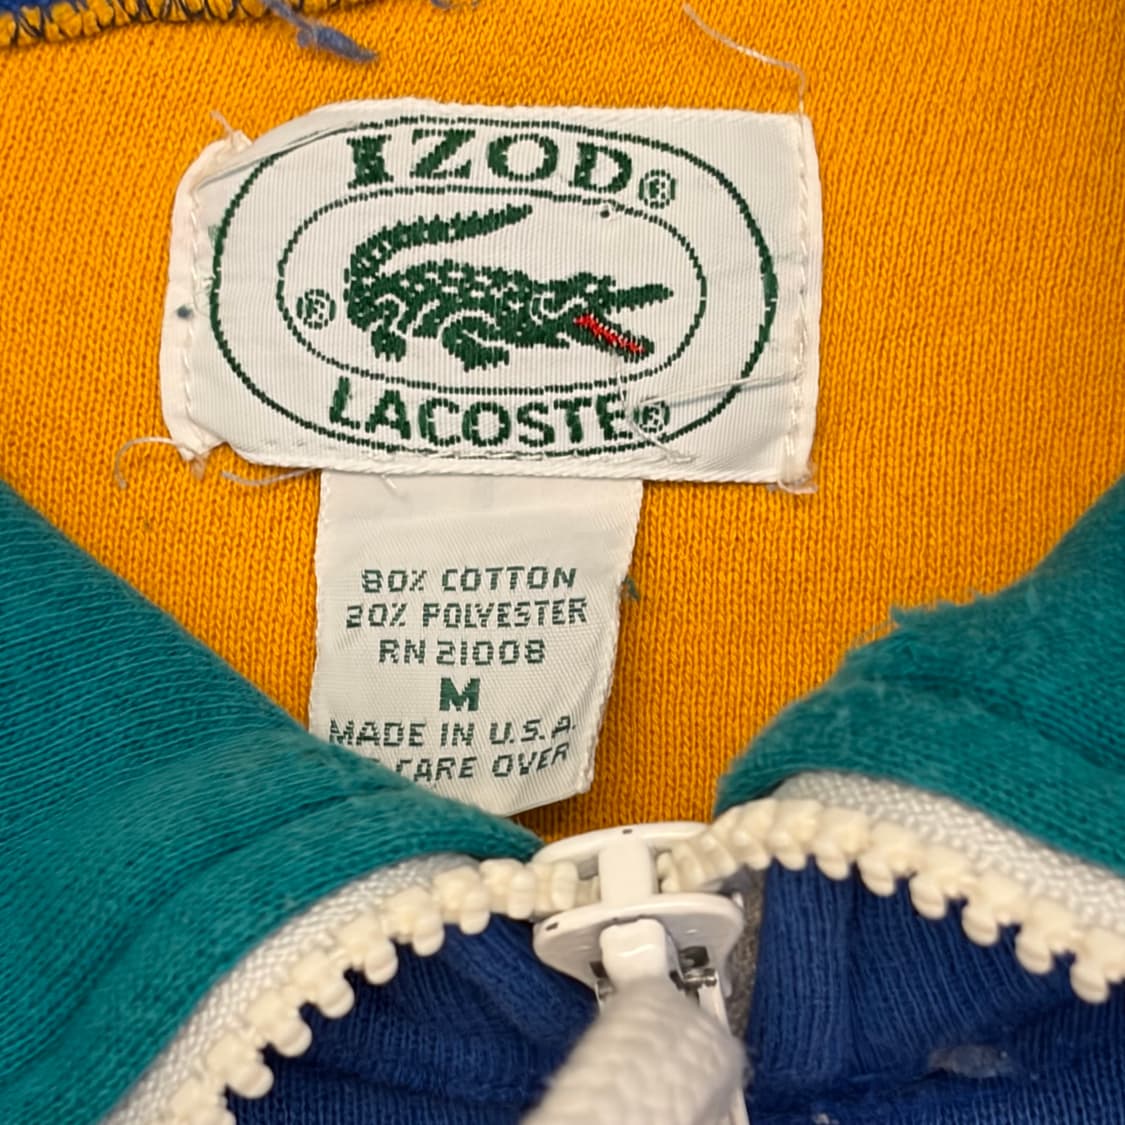 IZOD®
®
LACOSTE®
80% COTTON
20% POLYESTER
RN 21008
M
MADE IN U.S.A.
CARE OVER